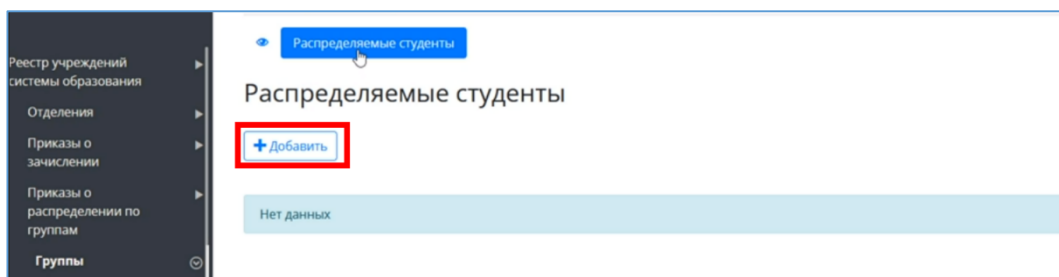 Реестр учреждений
системы образования
Отделения
Приказы о
зачислении
Приказы о
распределении по
группам
Группы
Распределяемые студенты
Распределяемые студенты
+ Добавить
Нет данных